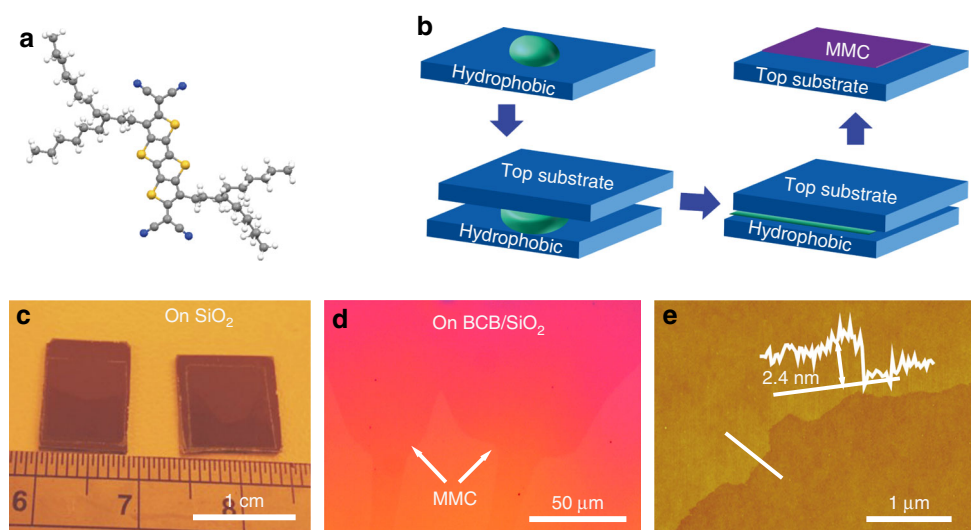 a
b
Hydrophobic
MMC
Top substrate
Top substrate
Hydrophobic
Top substrate
Hydrophobic
c
On SiO₂
6
7
8
1 cm
d
On BCB/SiO₂
MMC
50 μm
e
2.4 nm
1 μm